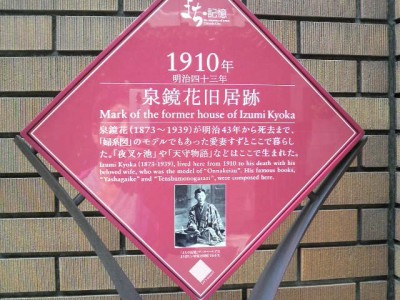 まち記憶
1910年
明治四十三年
泉鏡花旧居跡
Mark of the former house of Izumi Kyoka
泉鏡花(1873～1939)が明治43年から死去まで、
「婦系図」のモデルでもあった愛妻すずとここで暮らし
た。「夜叉ヶ池」や「天守物語」などはここで生まれた。
Izumi Kyoka (1873-1939), lived here from 1910 to his death with his
beloved wife, who was the model of "Onnakeizu". His famous books,
"Yashagaike" and "Tenshumonogatari", were composed here.